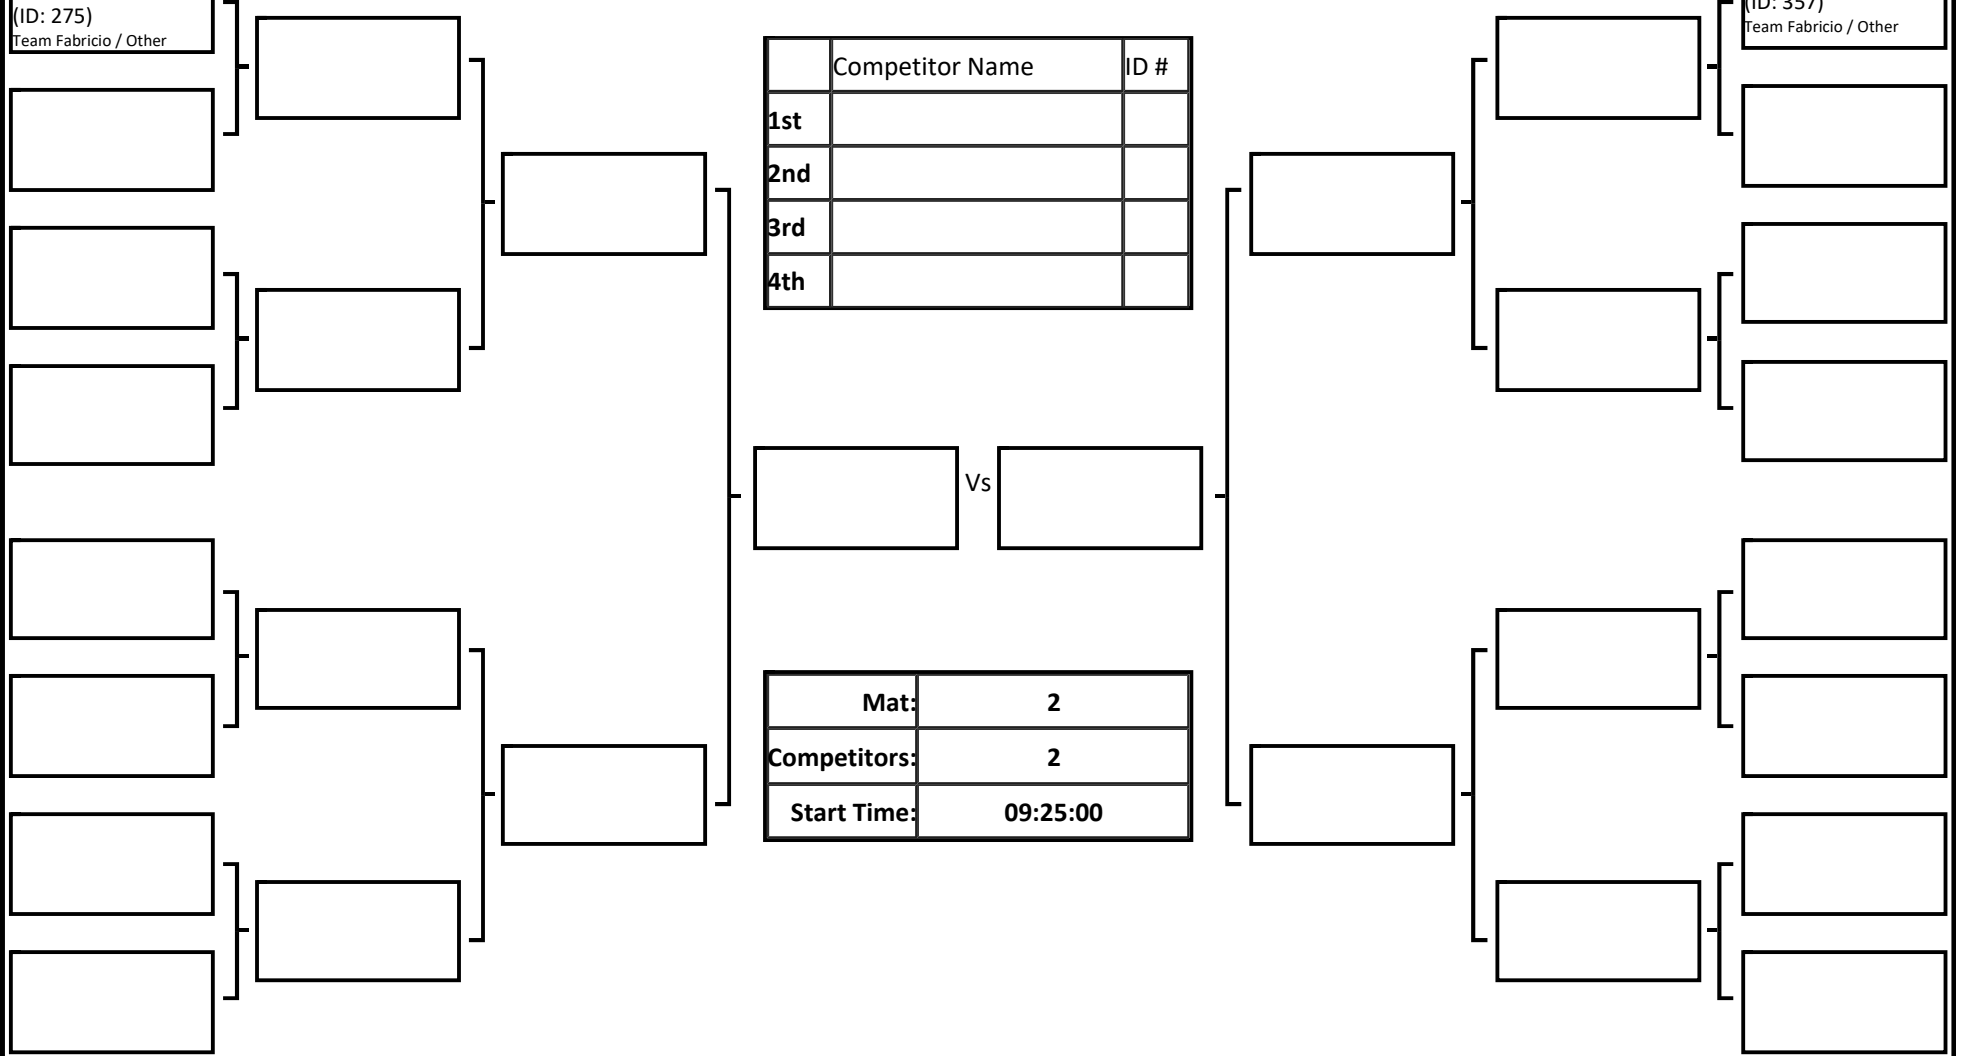 (ID: 275)
Team Fabricio / Other
(ID: 357)
Team Fabricio / Other
Competitor Name ID #
1st
2nd
3rd
4th
Vs
Mat: 2
Competitors: 2
Start Time: 09:25:00